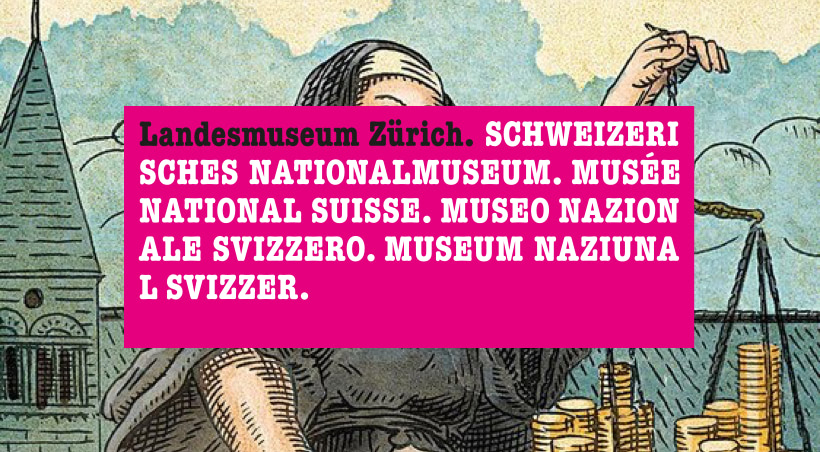 Landesmuseum Zürich. SCHWEIZERI
SCHES NATIONALMUSEUM. MUSÉE
NATIONAL SUISSE. MUSEO NAZION
ALE SVIZZERO. MUSEUM NAZIUNA
L SVIZZER.